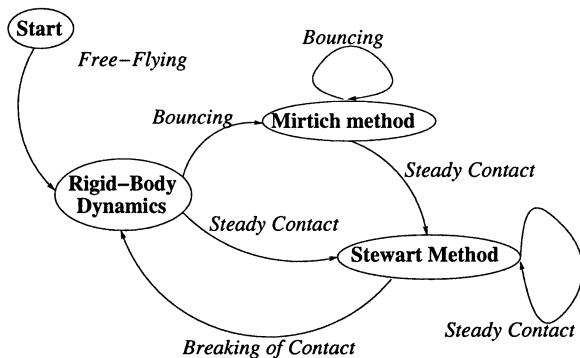 Start
Free–Flying
Bouncing
Bouncing
Mirtich method
Steady Contact
Rigid–Body
Dynamics
Steady Contact
Stewart Method
Steady Contact
Breaking of Contact